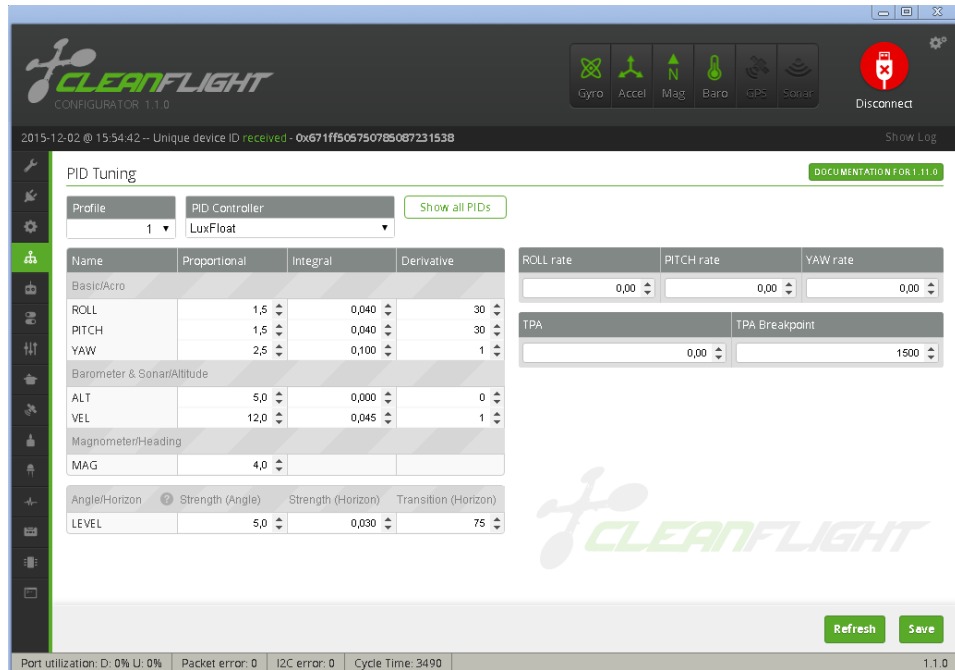 CLEANFLIGHT
CONFIGURATOR 1.1.0
N
Gyro Accel Mag Baro GPS Sonar
Disconnect
2015-12-02 @ 15:54:42 -- Unique device ID received - 0x671ff505750785087231538
Show Log
PID Tuning
DOCUMENTATION FOR 1.11.0
Profile PID Controller Show all PIDs
1 LuxFloat
Name Proportional Integral Derivative
Basic/Acro
ROLL 1,5 0,040 30
PITCH 1,5 0,040 30
YAW 2,5 0,100 1
Barometer & Sonar/Altitude
ALT 5,0 0,000 0
VEL 12,0 0,045 1
Magnometer/Heading
MAG 4,0
Angle/Horizon ? Strength (Angle) Strength (Horizon) Transition (Horizon)
LEVEL 5,0 0,030 75
ROLL rate PITCH rate YAW rate
0,00 0,00 0,00
TPA TPA Breakpoint
0,00 1500
CLEANFLIGHT
Refresh Save
Port utilization: D: 0% U: 0% Packet error: 0 I2C error: 0 Cycle Time: 3490 1.1.0